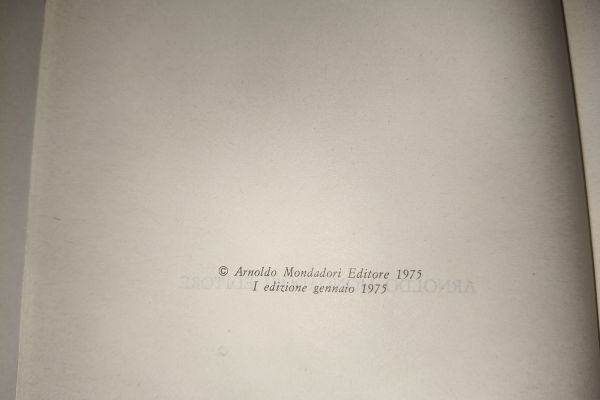 © Arnoldo Mondadori Editore 1975
I edizione gennaio 1975